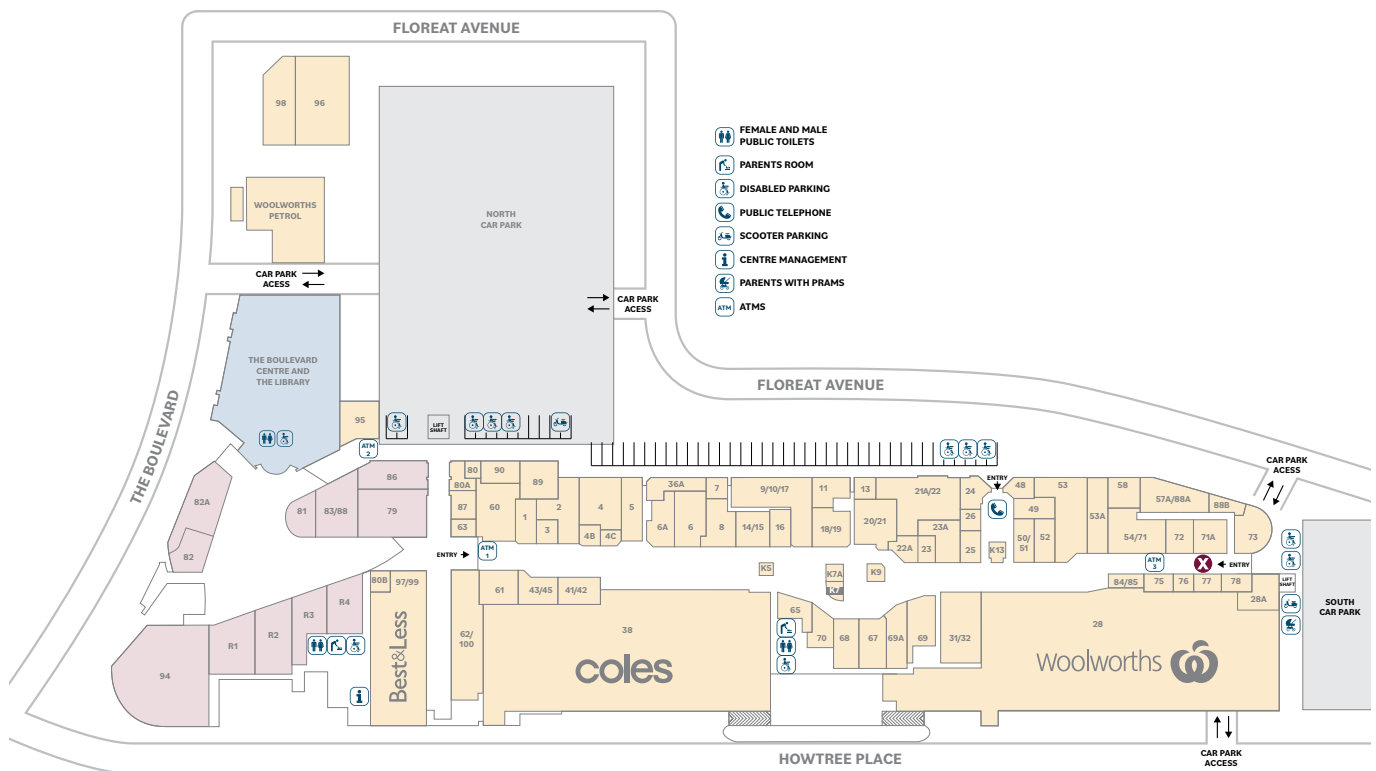 FLOREAT AVENUE
98
96
WOOLWORTHS
PETROL
NORTH
CAR PARK
FEMALE AND MALE
PUBLIC TOILETS
PARENTS ROOM
DISABLED PARKING
PUBLIC TELEPHONE
SCOOTER PARKING
CENTRE MANAGEMENT
PARENTS WITH PRAMS
ATM
ATMS
CAR PARK
ACESS
CAR PARK
ACESS
THE BOULEVARD
CENTRE AND
THE LIBRARY
FLOREAT AVENUE
THE BOULEVARD
95
ATM
2
LIFT
SHAFT
CAR PARK
ACESS
82A
82
81
83/88
86
79
80
80A
87
63
90
60
89
1
2
3
4
4B
4C
5
36A
6A
6
7
8
9/10/17
14/15
16
11
18/19
13
20/21
21A/22
22A
23
23A
24
26
25
ENTRY
K13
48
49
50/
51
52
53
53A
58
54/71
57A/88A
72
71A
88B
73
ENTRY
ATM
1
K5
K7A
K7
K9
ATM
3
X
ENTRY
LIFT
SHAFT
SOUTH
CAR PARK
94
R1
R2
R3
R4
80B
97/99
Best&Less
62/
100
61
43/45
41/42
38
coles
65
70
68
67
69A
69
31/32
28
Woolworths
84/85
75
76
77
78
28A
HOWTREE PLACE
CAR PARK
ACCESS